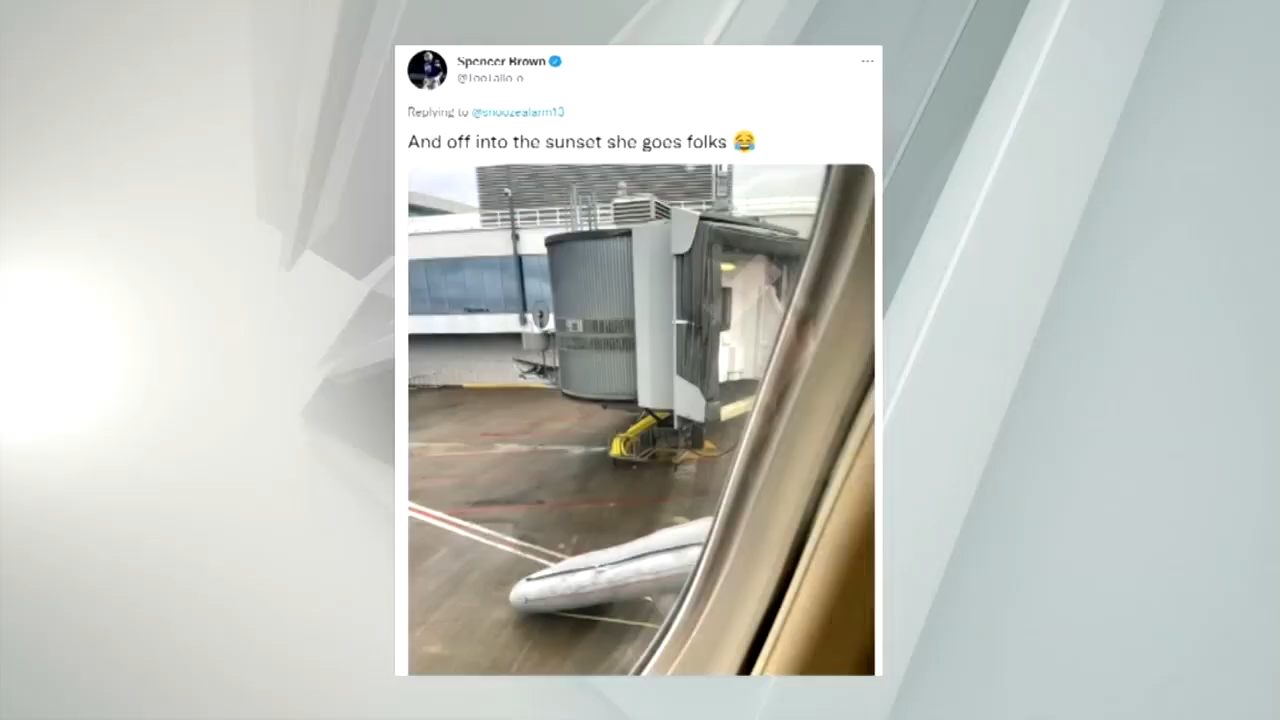 Spencer Brown
Replying to @snoozealarm13
And off into the sunset she goes folks 😂